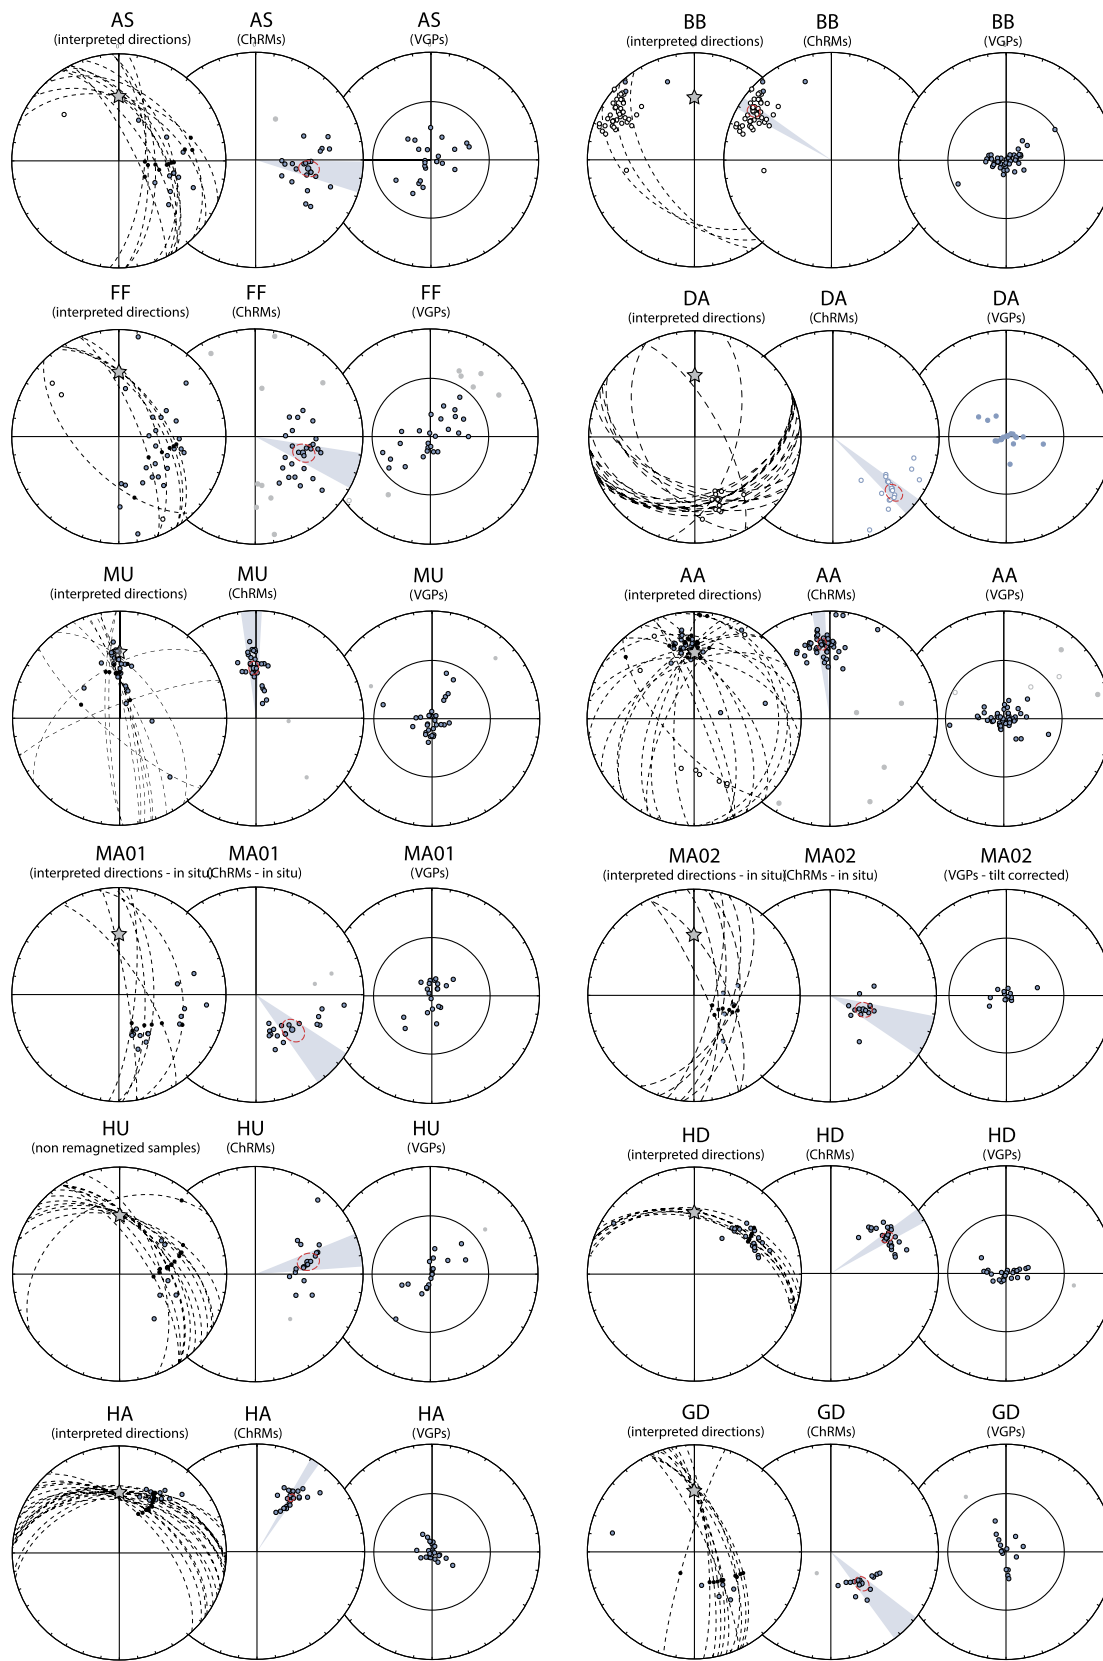 AS AS AS BB BB BB
(interpreted directions) (ChRMs) (VGPs) (interpreted directions) (ChRMs) (VGPs)
FF FF FF DA DA DA
(interpreted directions) (ChRMs) (VGPs) (interpreted directions) (ChRMs) (VGPs)
MU MU MU AA AA AA
(interpreted directions) (ChRMs) (VGPs) (interpreted directions) (ChRMs) (VGPs)
MA01 MA01 MA01 MA02 MA02 MA02
(interpreted directions - in situ) (ChRMs - in situ) (VGPs) (interpreted directions - in situ) (ChRMs - in situ) (VGPs - tilt corrected)
HU HU HU HD HD HD
(non remagnetized samples) (ChRMs) (VGPs) (interpreted directions) (ChRMs) (VGPs)
HA HA HA GD GD GD
(interpreted directions) (ChRMs) (VGPs) (interpreted directions) (ChRMs) (VGPs)